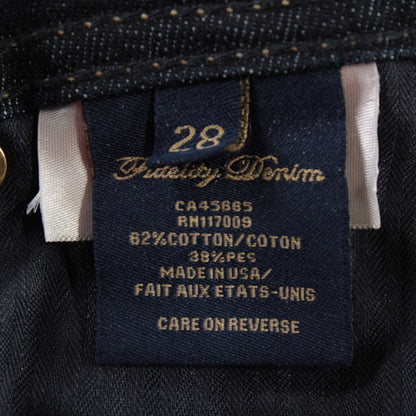 28
Fidelity Denim
CA45665
RN117009
62%COTTON/COTON
38%PES
MADE IN USA/
FAIT AUX ETATS-UNIS
CARE ON REVERSE